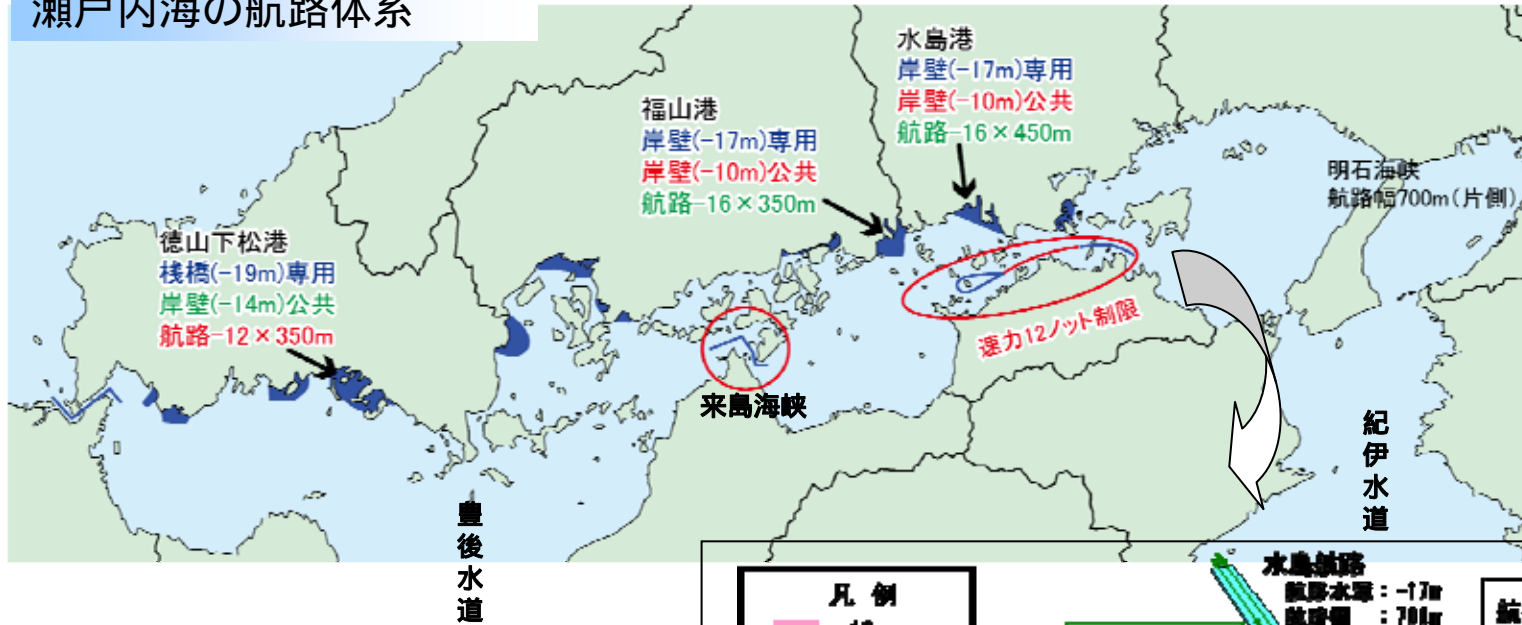 瀬戸内海の航路体系
水島港
岸壁(-17m)専用
岸壁(-10m)公共
航路-16×450m
福山港
岸壁(-17m)専用
岸壁(-10m)公共
航路-16×350m
明石海峡
航路幅700m(片側)
徳山下松港
桟橋(-19m)専用
岸壁(-14m)公共
航路-12×350m
速力12ノット制限
来島海峡
紀伊水道
豊後水道
水島航路
航路水深:-17m
航路幅 :700m
凡 例
航